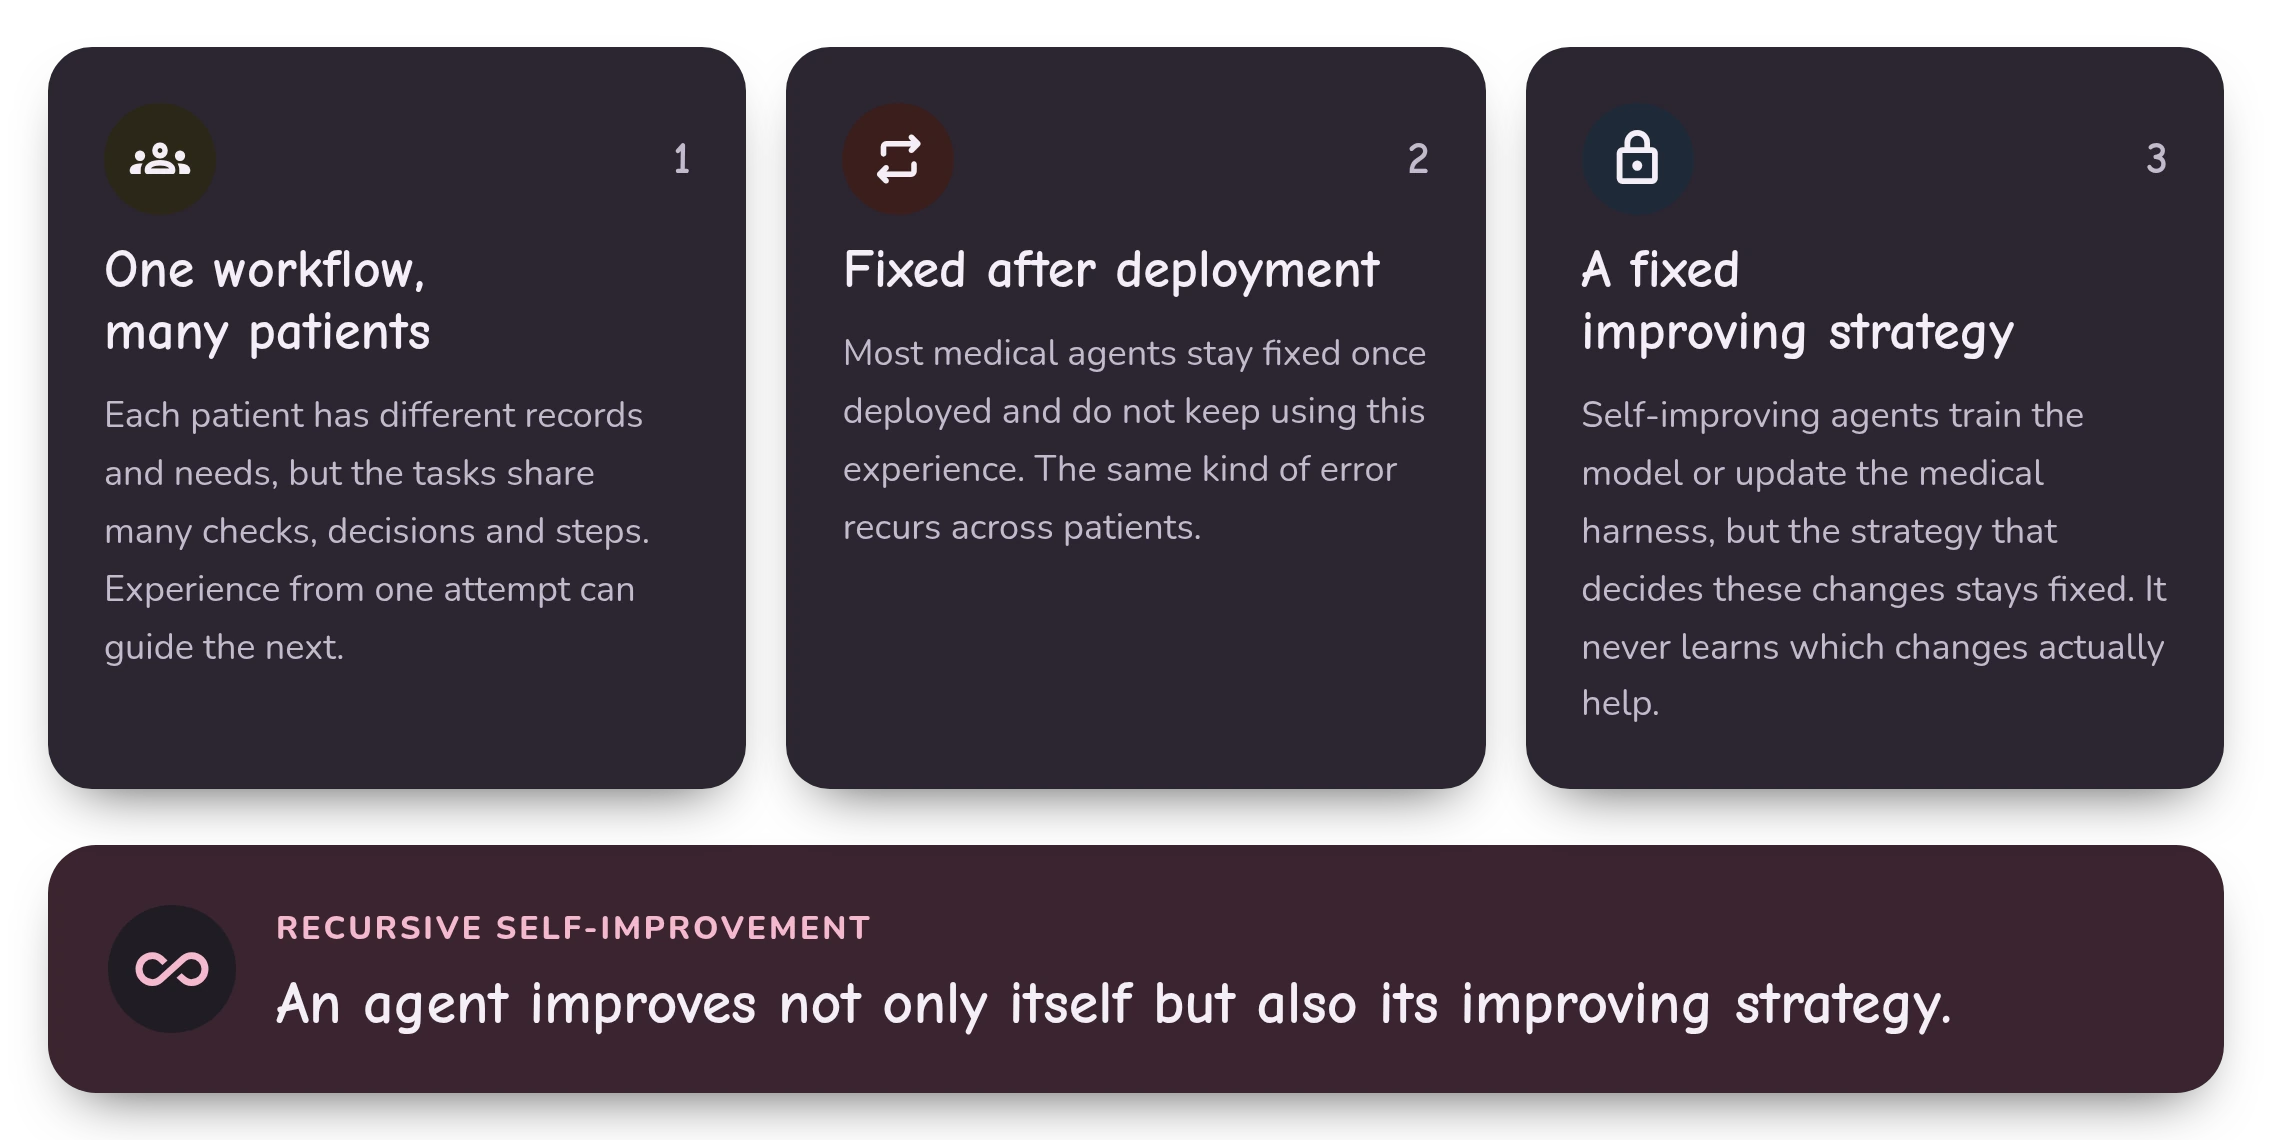 1
One workflow,
many patients
Each patient has different records
and needs, but the tasks share
many checks, decisions and steps.
Experience from one attempt can
guide the next.
2
Fixed after deployment
Most medical agents stay fixed once
deployed and do not keep using this
experience. The same kind of error
recurs across patients.
3
A fixed
improving strategy
Self-improving agents train the
model or update the medical
harness, but the strategy that
decides these changes stays fixed. It
never learns which changes actually
help.
RECURSIVE SELF-IMPROVEMENT
An agent improves not only itself but also its improving strategy.